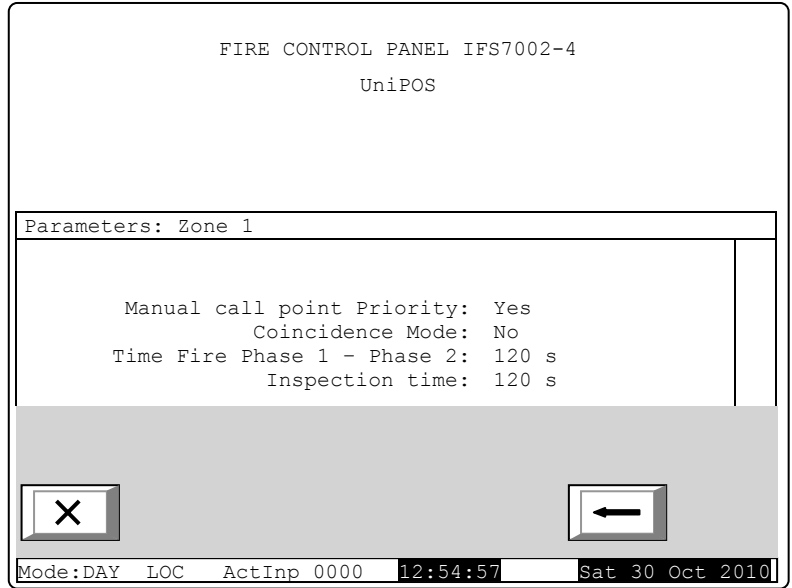 FIRE CONTROL PANEL IFS7002-4
UniPOS
Parameters: Zone 1
Manual call point Priority: Yes
Coincidence Mode: No
Time Fire Phase 1 – Phase 2: 120 s
Inspection time: 120 s
Mode:DAY LOC ActInp 0000 12:54:57 Sat 30 Oct 2010